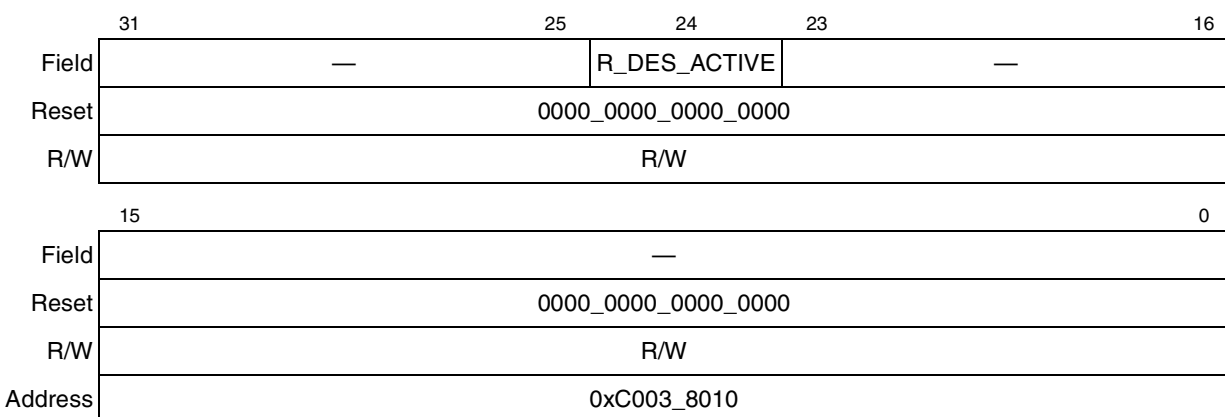 31 25 24 23 16
Field — R_DES_ACTIVE —
Reset 0000_0000_0000_0000
R/W R/W
15 0
Field —
Reset 0000_0000_0000_0000
R/W R/W
Address 0xC003_8010